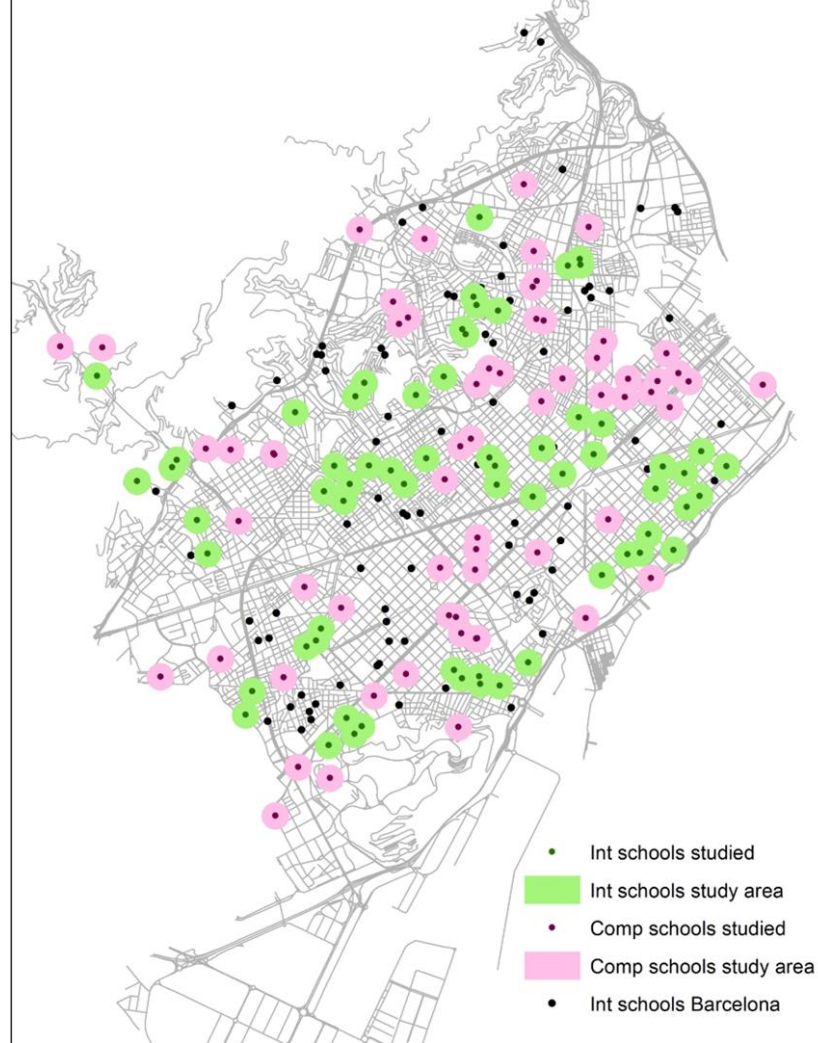 Int schools studied
Int schools study area
Comp schools studied
Comp schools study area
Int schools Barcelona